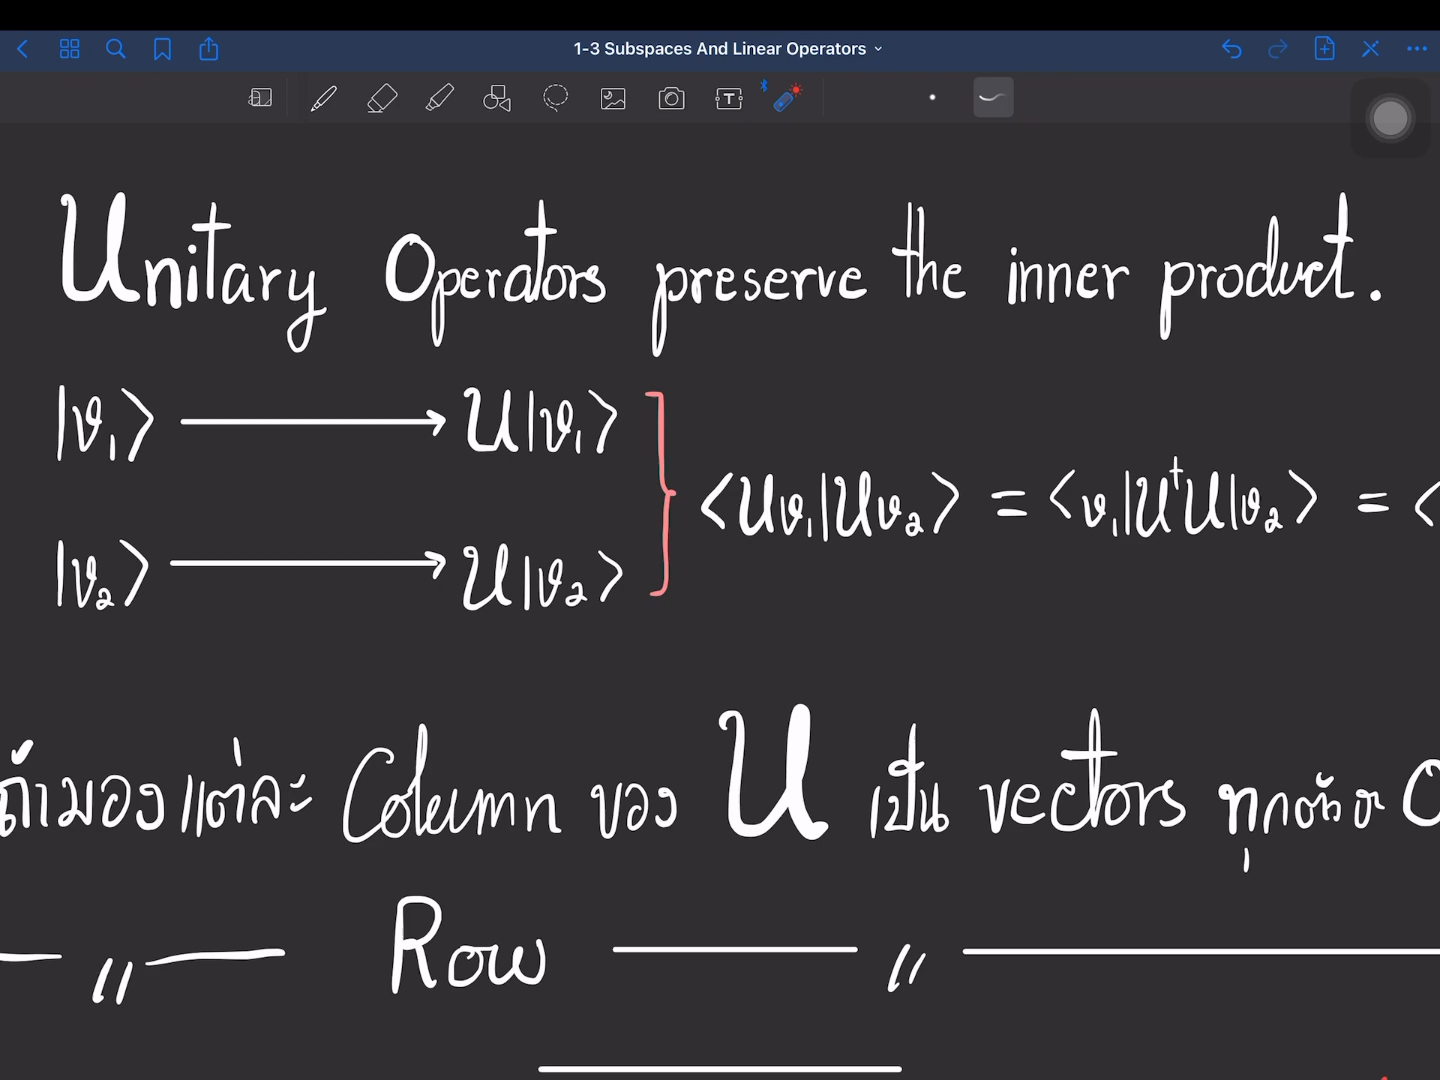 1-3 Subspaces And Linear Operators
Unitary Operators preserve the inner product.
|v₁⟩ ⟶ U|v₁⟩
⟨Uv₁|Uv₂⟩ = ⟨v₁|U†U|v₂⟩ = ⟨
|v₂⟩ ⟶ U|v₂⟩
ถ้ามองแต่ละ Column ของ U เป็น vectors ทุกตัวจะ O
— // — Row — // —